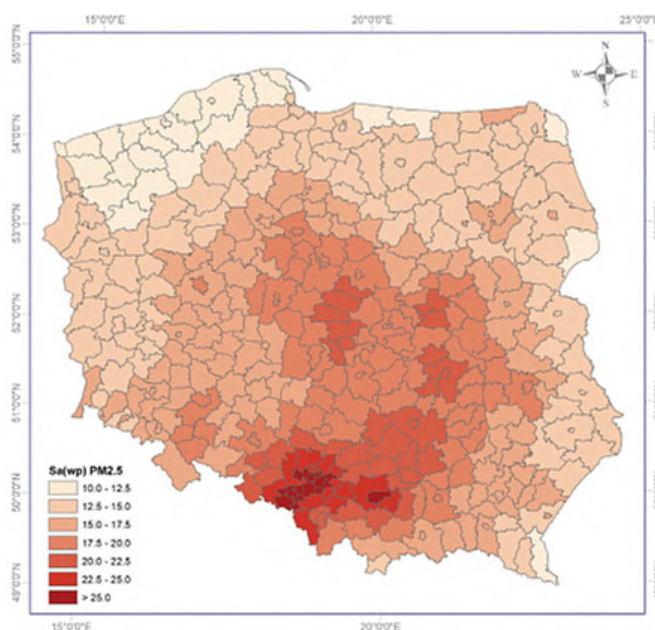 15°0'0"E 20°0'0"E 25°0'0"E
N
W E
S
55°0'0"N
54°0'0"N
53°0'0"N
52°0'0"N
51°0'0"N
50°0'0"N
49°0'0"N
Sa(wp) PM2.5
10.0 - 12.5
12.5 - 15.0
15.0 - 17.5
17.5 - 20.0
20.0 - 22.5
22.5 - 25.0
> 25.0
15°0'0"E 20°0'0"E